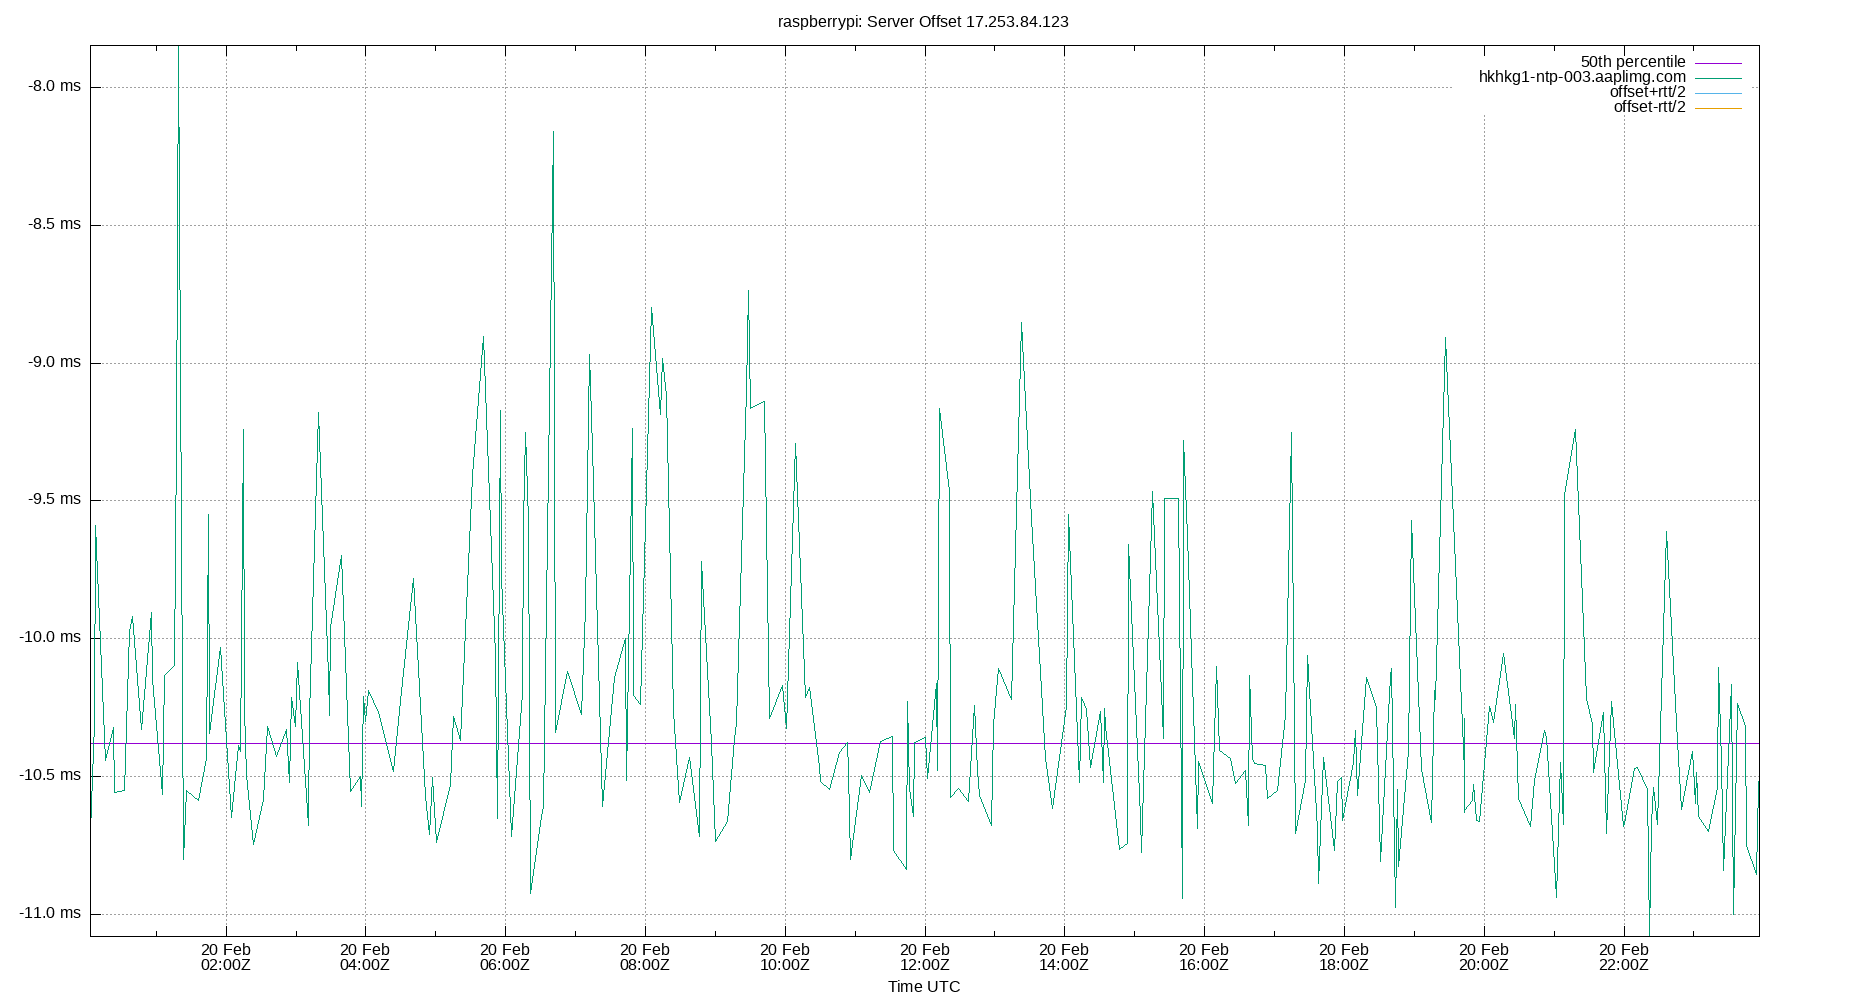 raspberrypi: Server Offset 17.253.84.123
50th percentile
hkhkg1-ntp-003.aaplimg.com
offset+rtt/2
offset-rtt/2
-8.0 ms
-8.5 ms
-9.0 ms
-9.5 ms
-10.0 ms
-10.5 ms
-11.0 ms
20 Feb 20 Feb 20 Feb 20 Feb 20 Feb 20 Feb 20 Feb 20 Feb 20 Feb 20 Feb 20 Feb
02:00Z 04:00Z 06:00Z 08:00Z 10:00Z 12:00Z 14:00Z 16:00Z 18:00Z 20:00Z 22:00Z
Time UTC